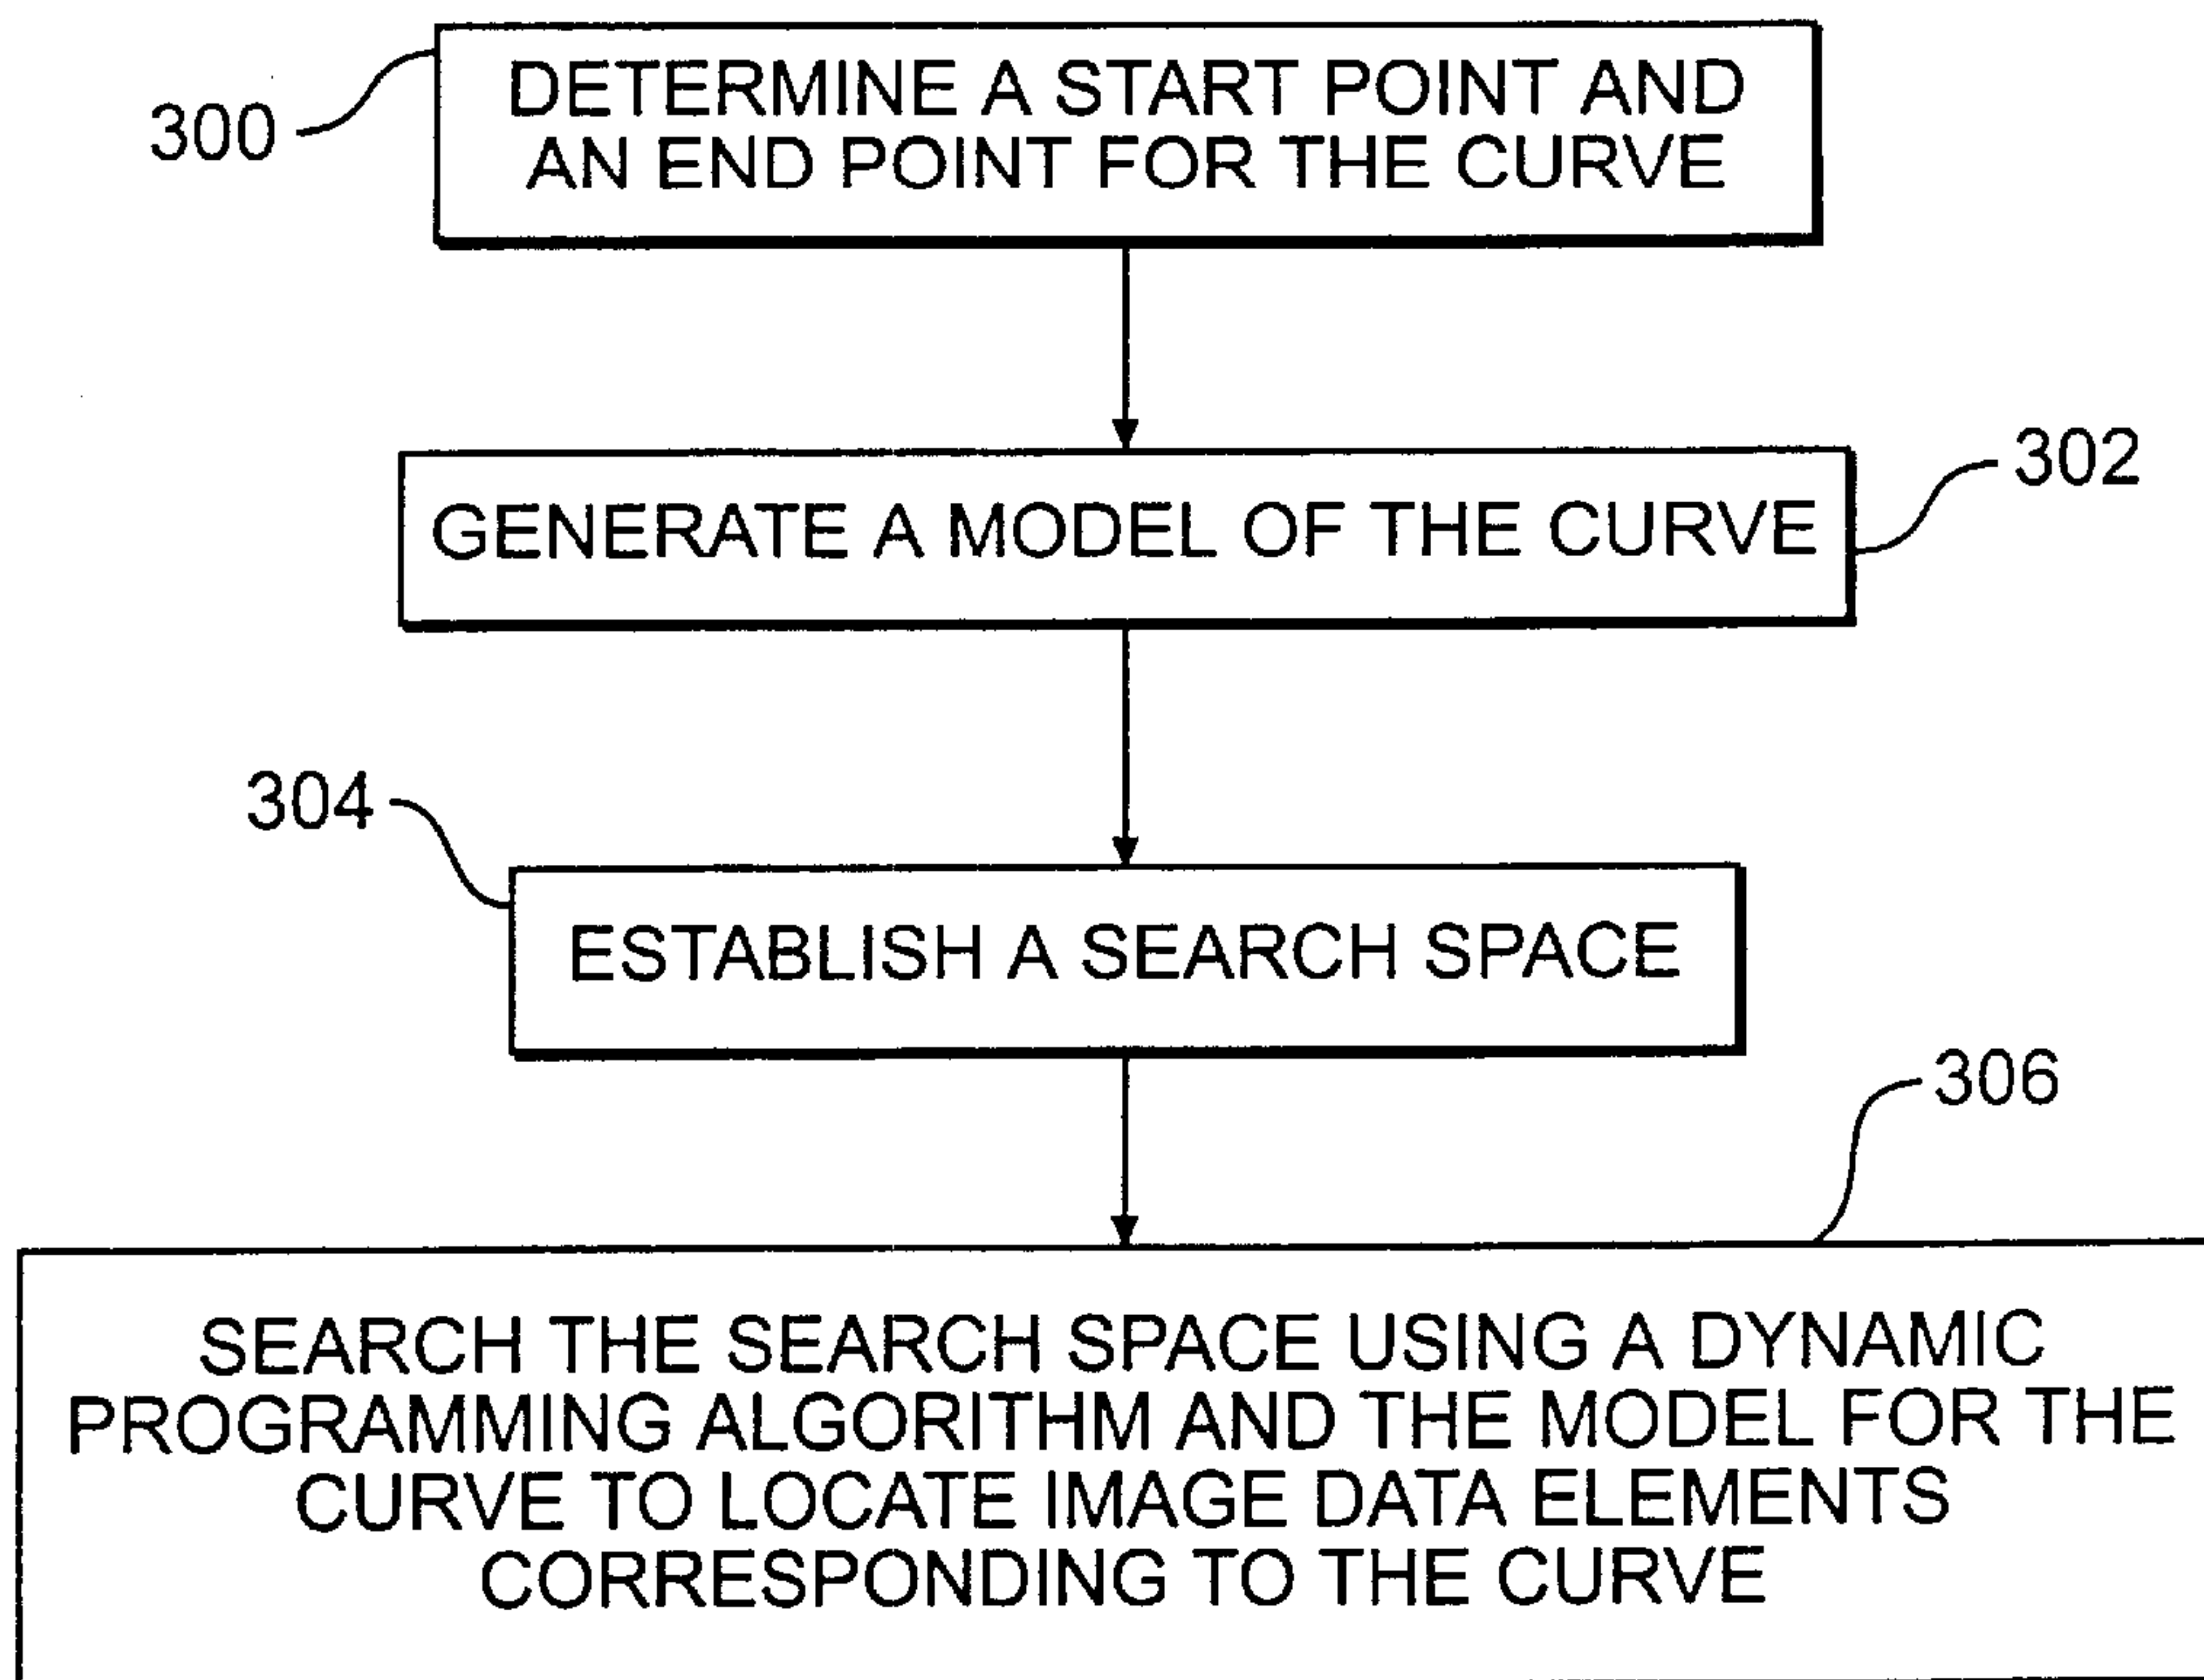 300
DETERMINE A START POINT AND
AN END POINT FOR THE CURVE
302
GENERATE A MODEL OF THE CURVE
304
ESTABLISH A SEARCH SPACE
306
SEARCH THE SEARCH SPACE USING A DYNAMIC
PROGRAMMING ALGORITHM AND THE MODEL FOR THE
CURVE TO LOCATE IMAGE DATA ELEMENTS
CORRESPONDING TO THE CURVE